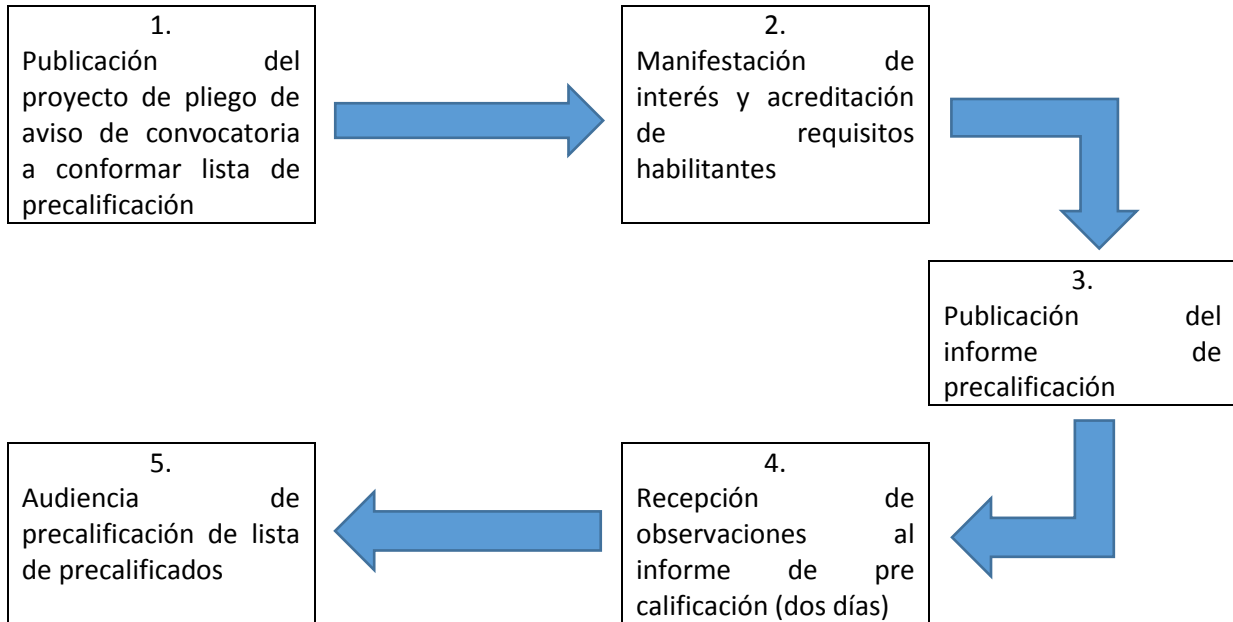 1.
Publicación del
proyecto de pliego de
aviso de convocatoria
a conformar lista de
precalificación
2.
Manifestación de
interés y acreditación
de requisitos
habilitantes
3.
Publicación del
informe de
precalificación
4.
Recepción de
observaciones al
informe de pre
calificación (dos días)
5.
Audiencia de
precalificación de lista
de precalificados